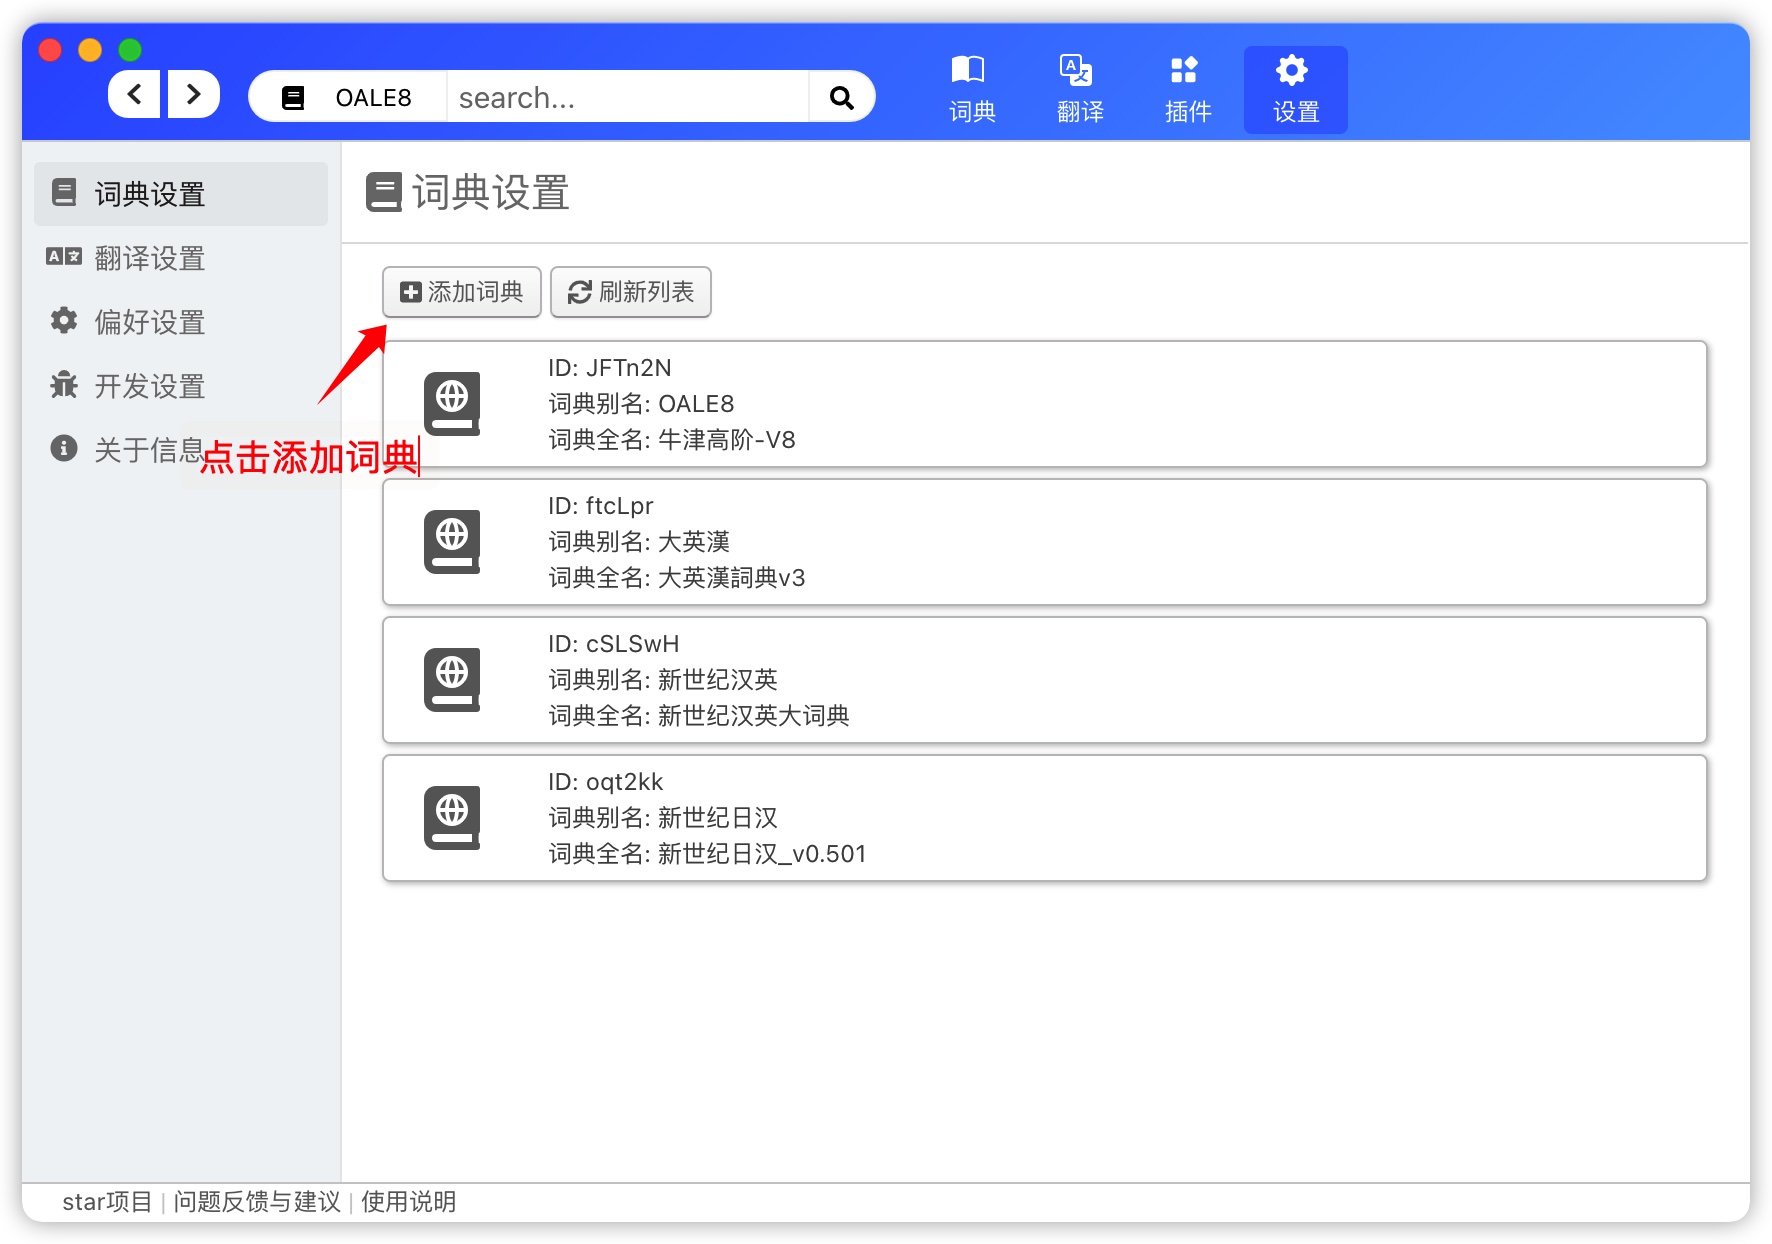 OALE8
search...
词典
翻译
插件
设置
词典设置
翻译设置
偏好设置
开发设置
关于信息
词典设置
添加词典
刷新列表
点击添加词典
ID: JFTn2N
词典别名: OALE8
词典全名: 牛津高阶-V8
ID: ftcLpr
词典别名: 大英漢
词典全名: 大英漢詞典v3
ID: cSLSwH
词典别名: 新世纪汉英
词典全名: 新世纪汉英大词典
ID: oqt2kk
词典别名: 新世纪日汉
词典全名: 新世纪日汉_v0.501
star项目 | 问题反馈与建议 | 使用说明